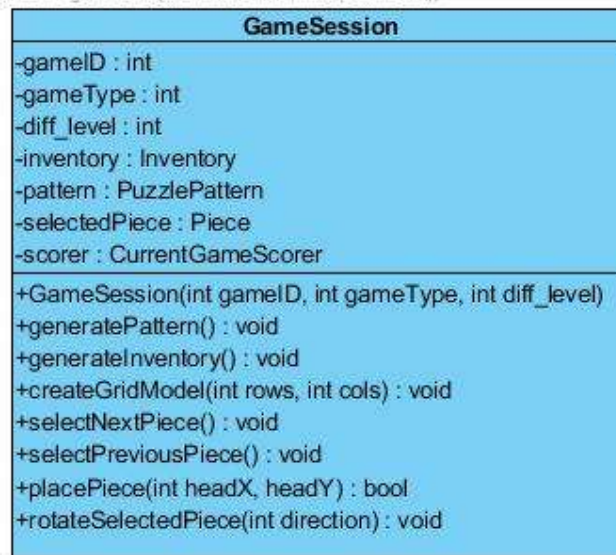 GameSession
-gameID : int
-gameType : int
-diff_level : int
-inventory : Inventory
-pattern : PuzzlePattern
-selectedPiece : Piece
-scorer : CurrentGameScorer
+GameSession(int gameID, int gameType, int diff_level)
+generatePattern() : void
+generateInventory() : void
+createGridModel(int rows, int cols) : void
+selectNextPiece() : void
+selectPreviousPiece() : void
+placePiece(int headX, headY) : bool
+rotateSelectedPiece(int direction) : void